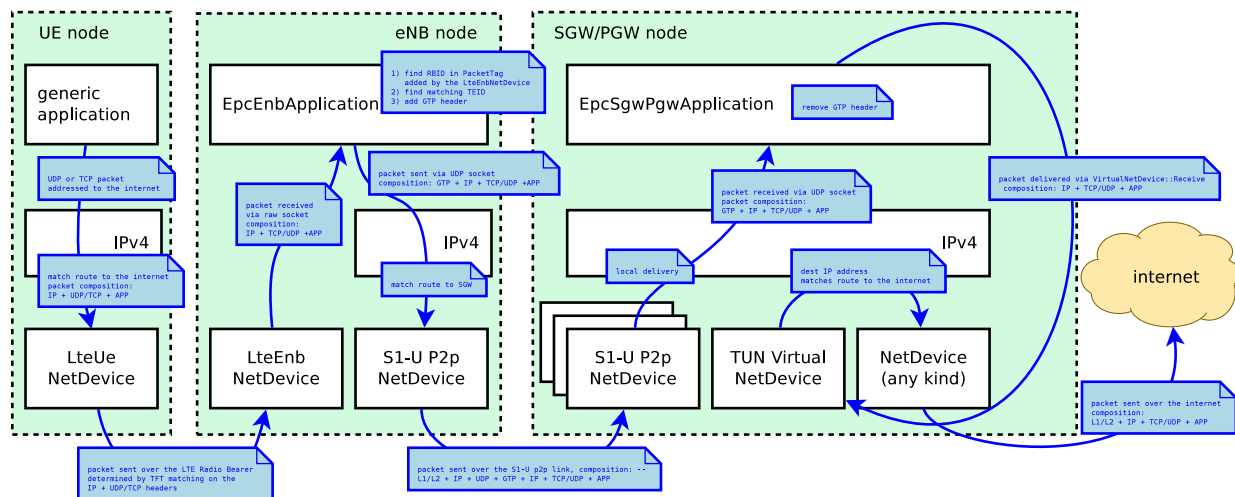 UE node
generic
application
UDP or TCP packet
addressed to the internet
IPv4
match route to the internet
packet composition:
IP + UDP/TCP + APP
LteUe
NetDevice
packet sent over the LTE Radio Bearer
determined by TFT matching on the
IP + UDP/TCP headers
eNB node
EpcEnbApplication
1) find RBID in PacketTag
added by the LteEnbNetDevice
2) find matching TEID
3) add GTP header
packet received
via raw socket
composition:
IP + TCP/UDP +APP
packet sent via UDP socket
composition: GTP + IP + TCP/UDP +APP
IPv4
match route to SGW
LteEnb
NetDevice
S1-U P2p
NetDevice
packet sent over the S1-U p2p link, composition: --
L1/L2 + IP + UDP + GTP + IP + TCP/UDP + APP
SGW/PGW node
EpcSgwPgwApplication
remove GTP header
packet received via UDP socket
packet composition:
GTP + IP + TCP/UDP + APP
packet delivered via VirtualNetDevice::Receive
composition: IP + TCP/UDP + APP
IPv4
local delivery
dest IP address
matches route to the internet
S1-U P2p
NetDevice
TUN Virtual
NetDevice
NetDevice
(any kind)
internet
packet sent over the internet
composition:
L1/L2 + IP + TCP/UDP + APP